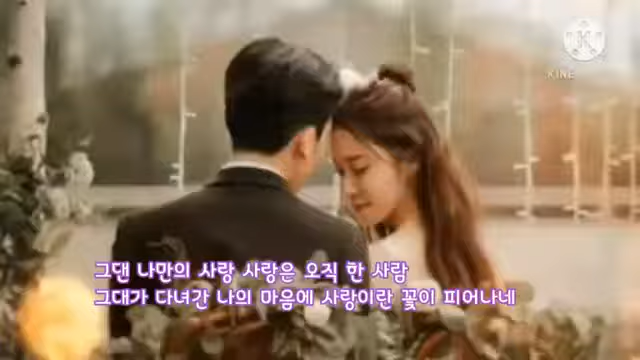 KINE
그댄 나만의 사랑 사랑은 오직 한 사람
그대가 다녀간 나의 마음에 사랑이란 꽃이 피어나네